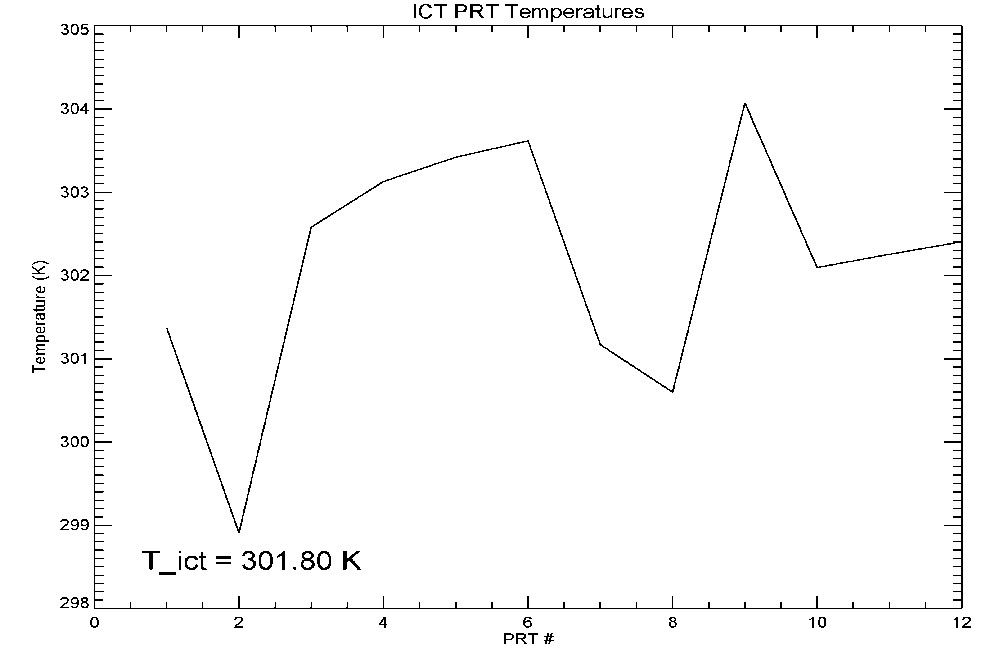 ICT PRT Temperatures
305
304
303
302
301
300
299
298
Temperature (K)
T_ict = 301.80 K
0 2 4 6 8 10 12
PRT #